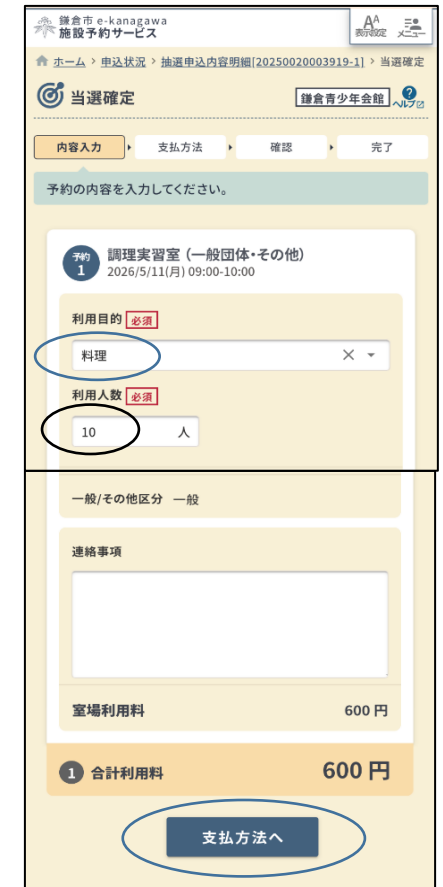 鎌倉市 e-kanagawa
施設予約サービス
AA
表示設定
メニュー
ホーム > 申込状況 > 抽選申込内容明細[20250020003919-1] > 当選確定
当選確定
鎌倉青少年会館
?
ヘルプ
内容入力
支払方法
確認
完了
予約の内容を入力してください。
予約
1
調理実習室（一般団体・その他）
2026/5/11(月) 09:00-10:00
利用目的 必須
料理
利用人数 必須
10 人
一般/その他区分 一般
連絡事項
室場利用料 600 円
1 合計利用料 600 円
支払方法へ